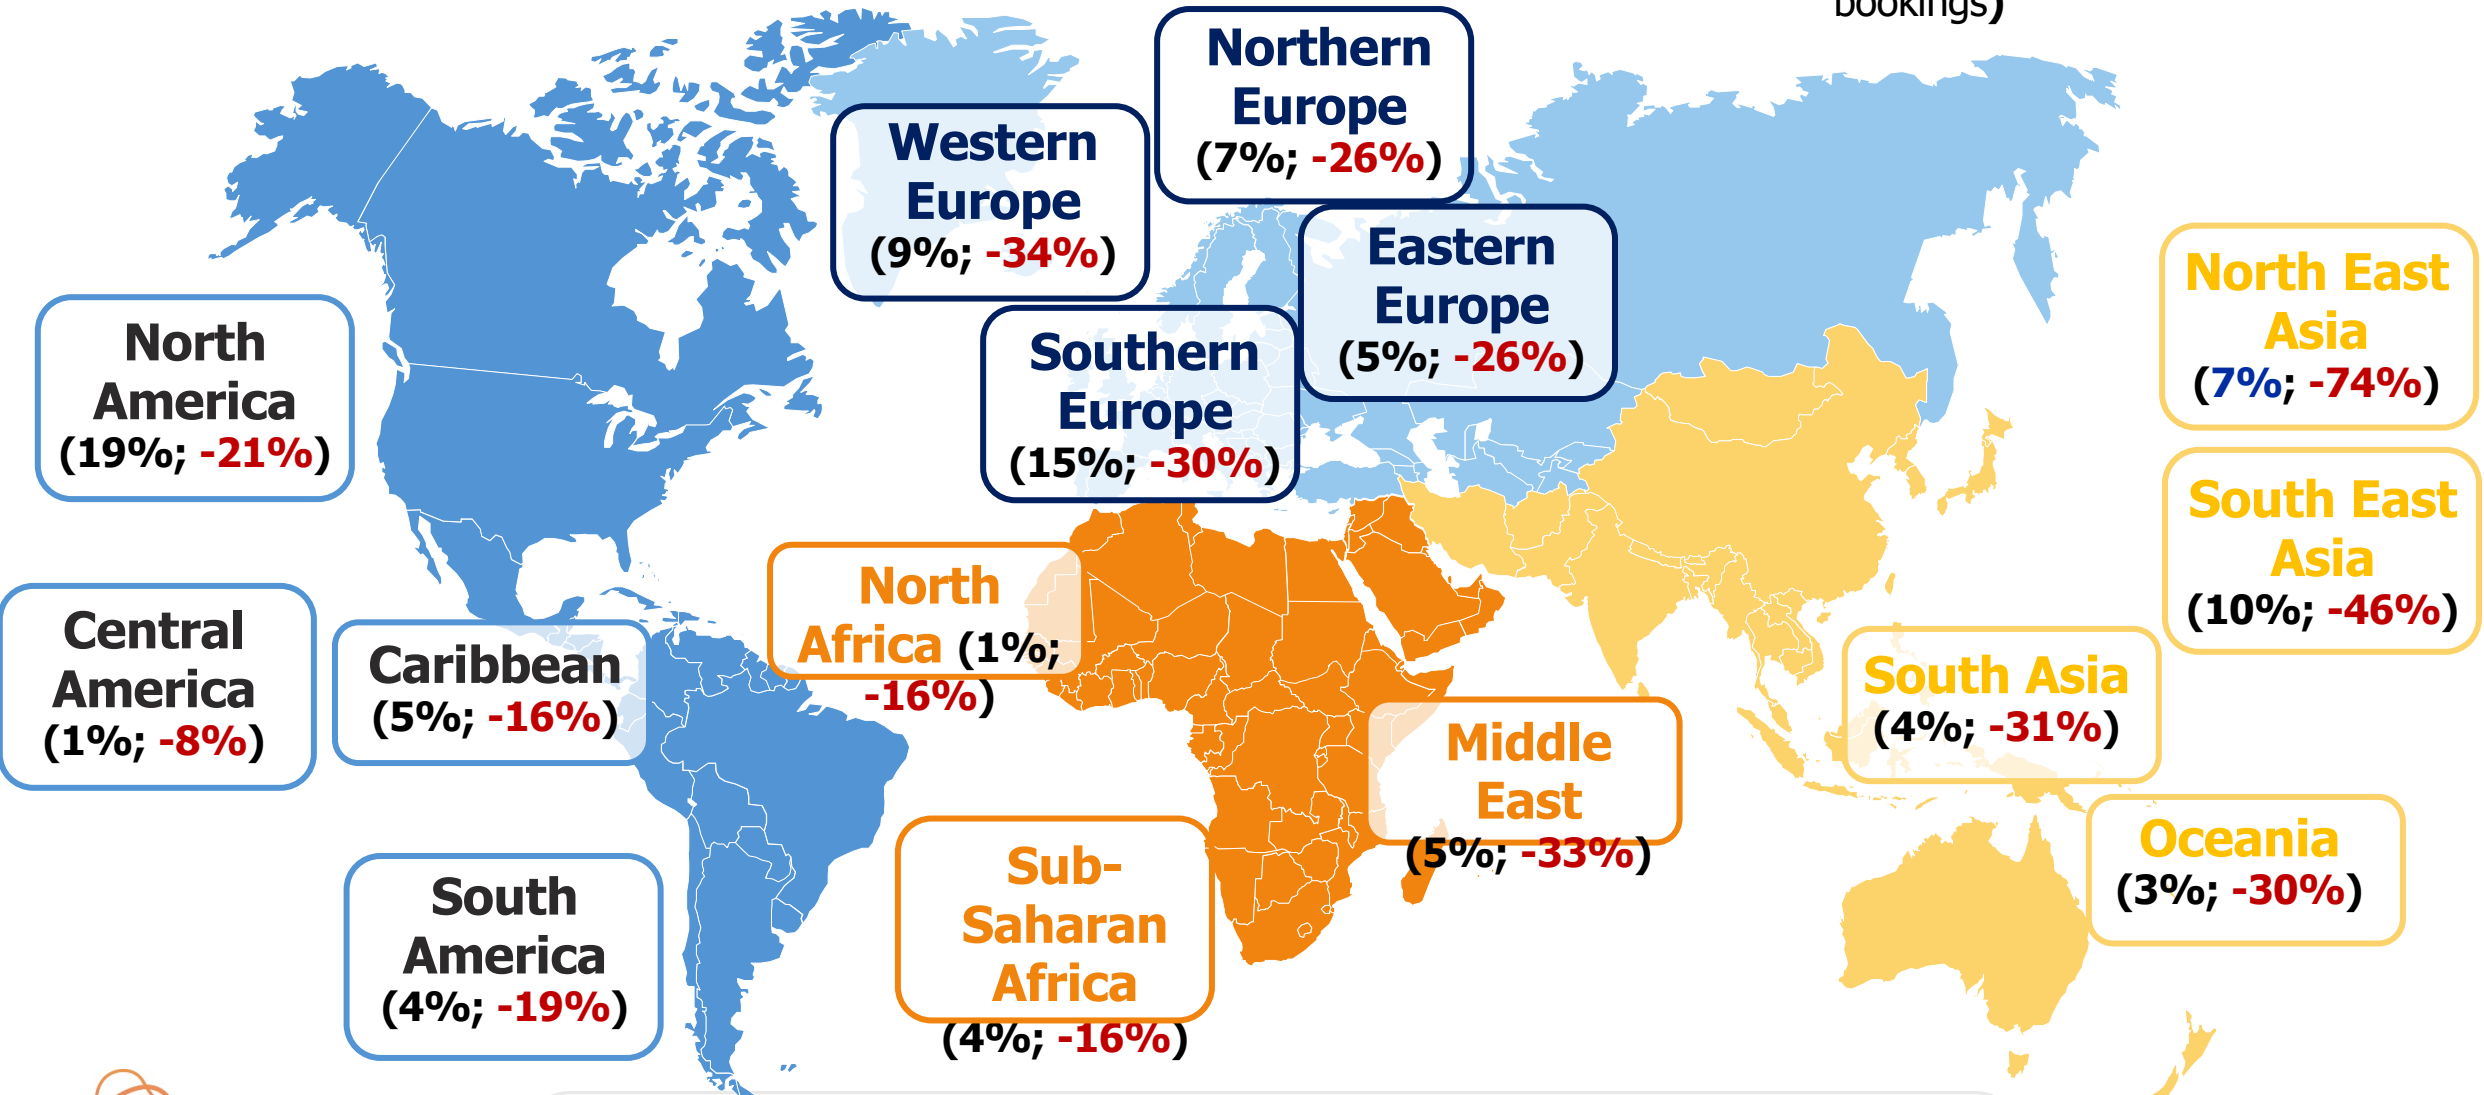 bookings)
Northern
Europe
(7%; -26%)
Western
Europe
(9%; -34%)
Eastern
Europe
(5%; -26%)
Southern
Europe
(15%; -30%)
North East
Asia
(7%; -74%)
North
America
(19%; -21%)
South East
Asia
(10%; -46%)
North
Africa (1%;
-16%)
Central
America
(1%; -8%)
Caribbean
(5%; -16%)
South Asia
(4%; -31%)
Middle
East
(5%; -33%)
Oceania
(3%; -30%)
Sub-
Saharan
Africa
(4%; -16%)
South
America
(4%; -19%)